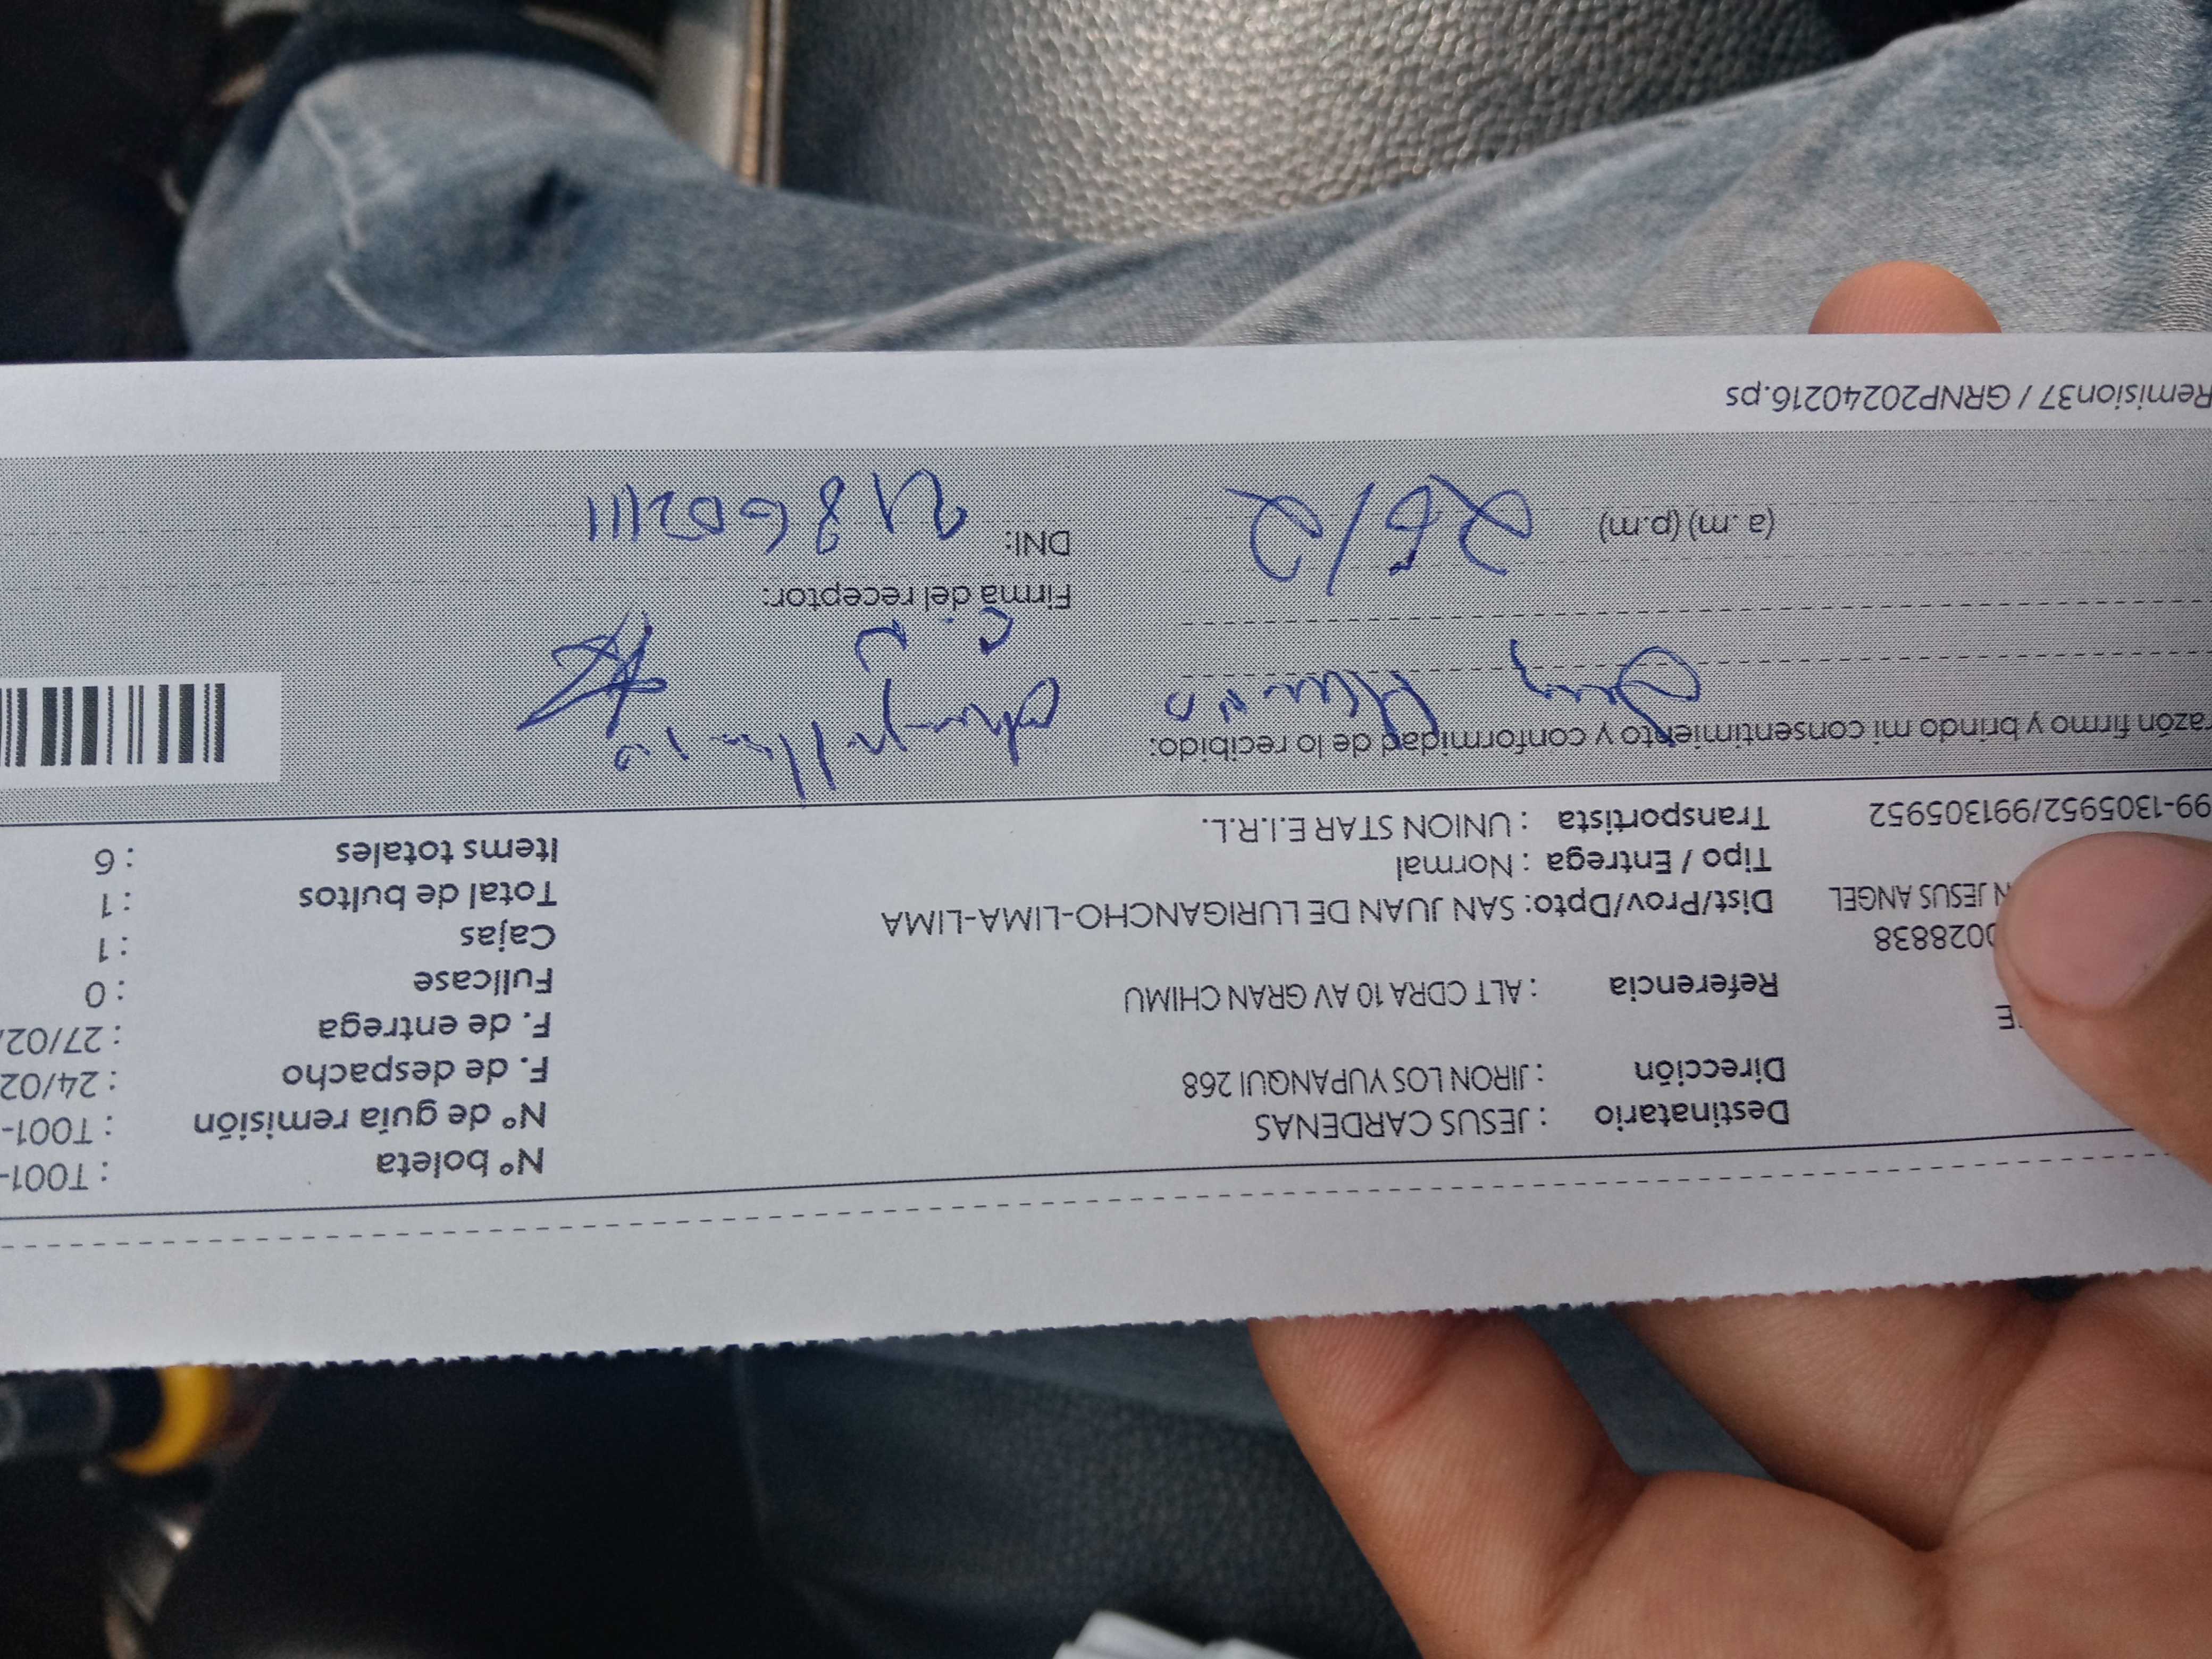 Nº boleta : T001-
Destinatario : JESUS CARDENAS Nº de guía remisión : T001-
Dirección : JIRON LOS YUPANQUI 268 F. de despacho : 24/02
F. de entrega : 27/02/
Referencia : ALT CDRA 10 AV GRAN CHIMU Fullcase : 0
0028838 Cajas : 1
N JESUS ANGEL Dist/Prov/Dpto: SAN JUAN DE LURIGANCHO-LIMA-LIMA Total de bultos : 1
Tipo / Entrega : Normal Items totales : 6
99-1305952/991305952 Transportista : UNION STAR E.I.R.L.
razón firmo y brindo mi consentimiento y conformidad de lo recibido:
Firma del receptor:
(a.m) (p.m) 26/2 DNI: 218602111
Remision37 / GRNP20240216.ps